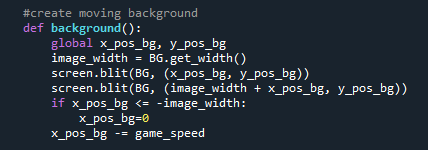 #create moving background
def background():
    global x_pos_bg, y_pos_bg
    image_width = BG.get_width()
    screen.blit(BG, (x_pos_bg, y_pos_bg))
    screen.blit(BG, (image_width + x_pos_bg, y_pos_bg))
    if x_pos_bg <= -image_width:
        x_pos_bg=0
    x_pos_bg -= game_speed